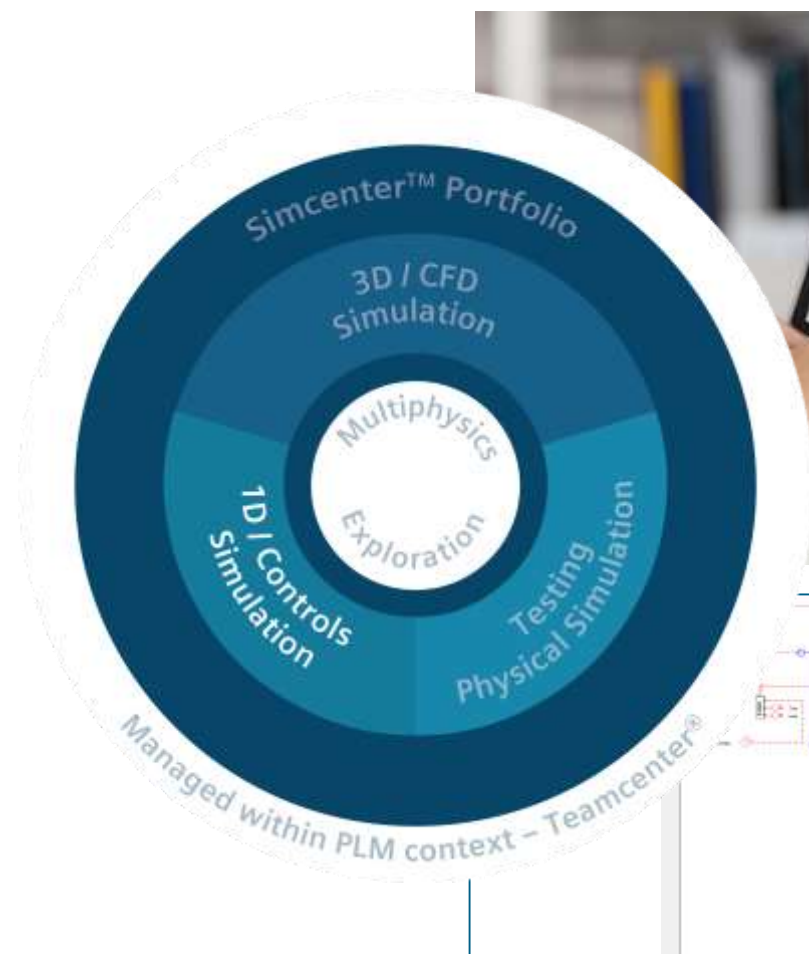 Simcenter™ Portfolio
3D / CFD
Simulation
Multiphysics
Exploration
1D / Controls
Simulation
Testing
Physical Simulation
Managed within PLM context – Teamcenter®